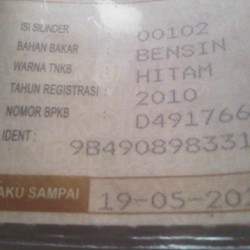 ISI SILINDER : 00102
BAHAN BAKAR : BENSIN
WARNA TNKB : HITAM
TAHUN REGISTRASI : 2010
NOMOR BPKB : D491766
IDENT : 9B490898331
AKU SAMPAI 19-05-20